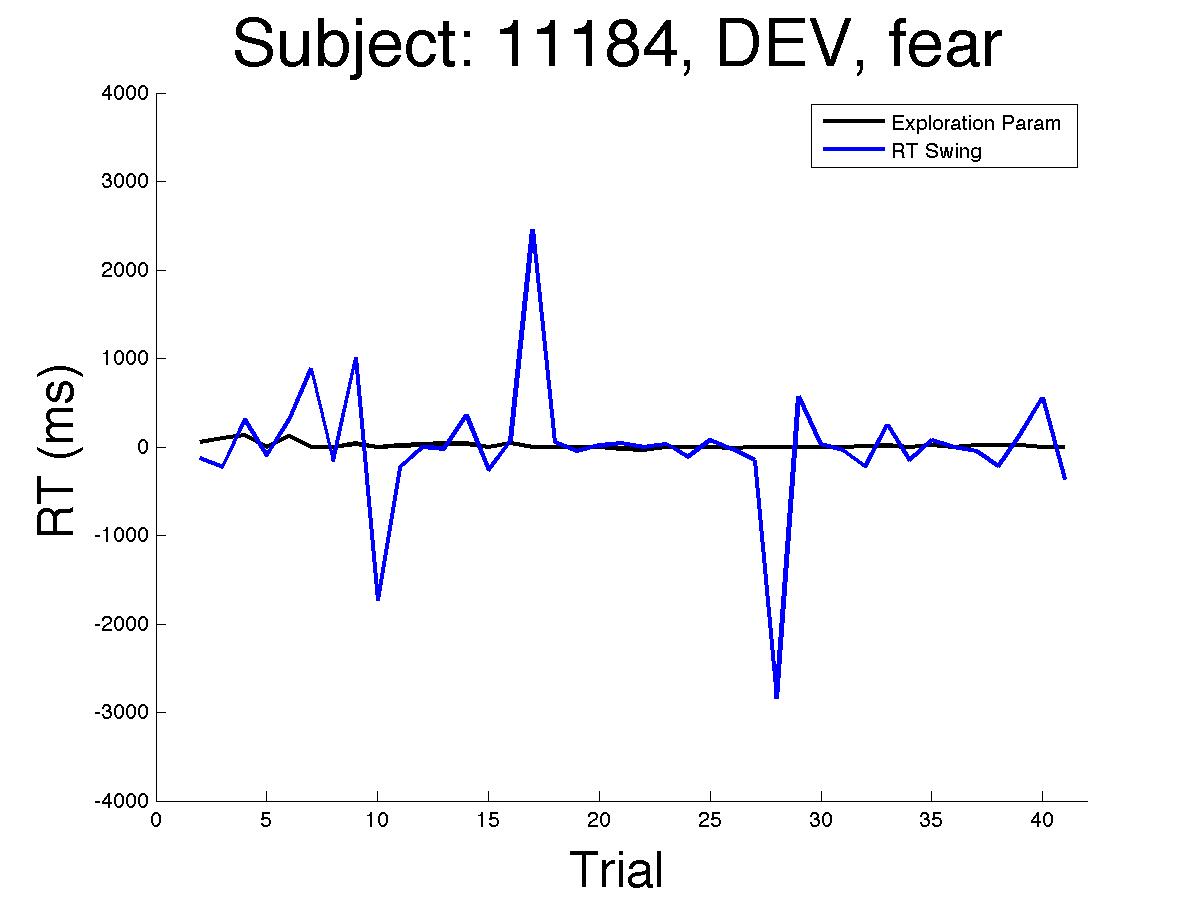 Subject: 11184, DEV, fear
Exploration Param
RT Swing
RT (ms)
4000
3000
2000
1000
0
-1000
-2000
-3000
-4000
0 5 10 15 20 25 30 35 40
Trial